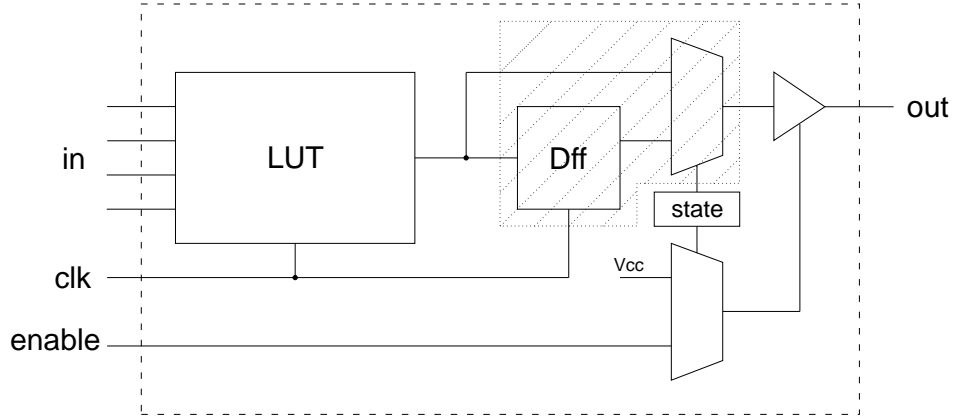 LUT
Dff
out
in
state
Vcc
clk
enable